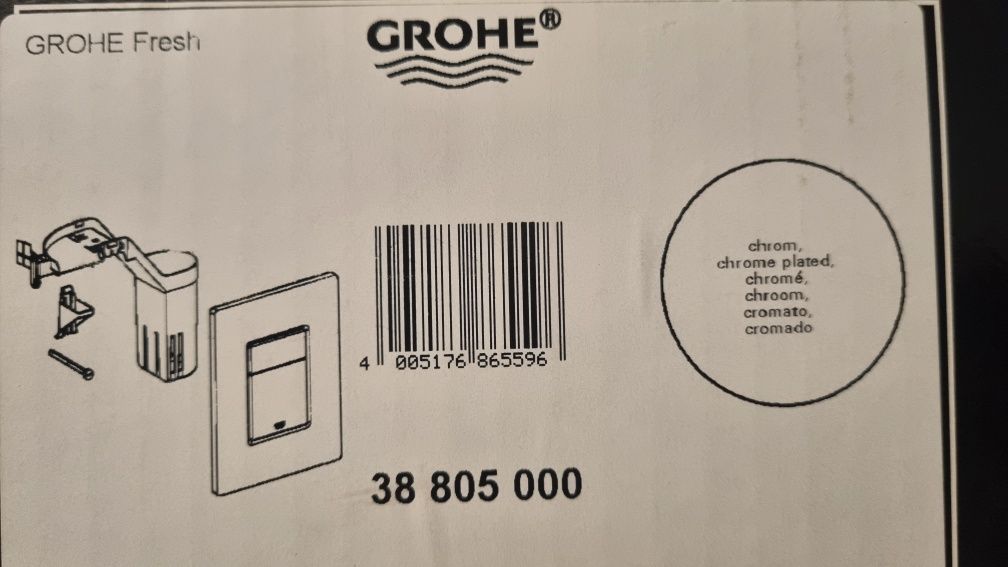 GROHE Fresh
GROHE®
chrom,
chrome plated,
chromé,
chroom,
cromato,
cromado
4 005176 865596
38 805 000